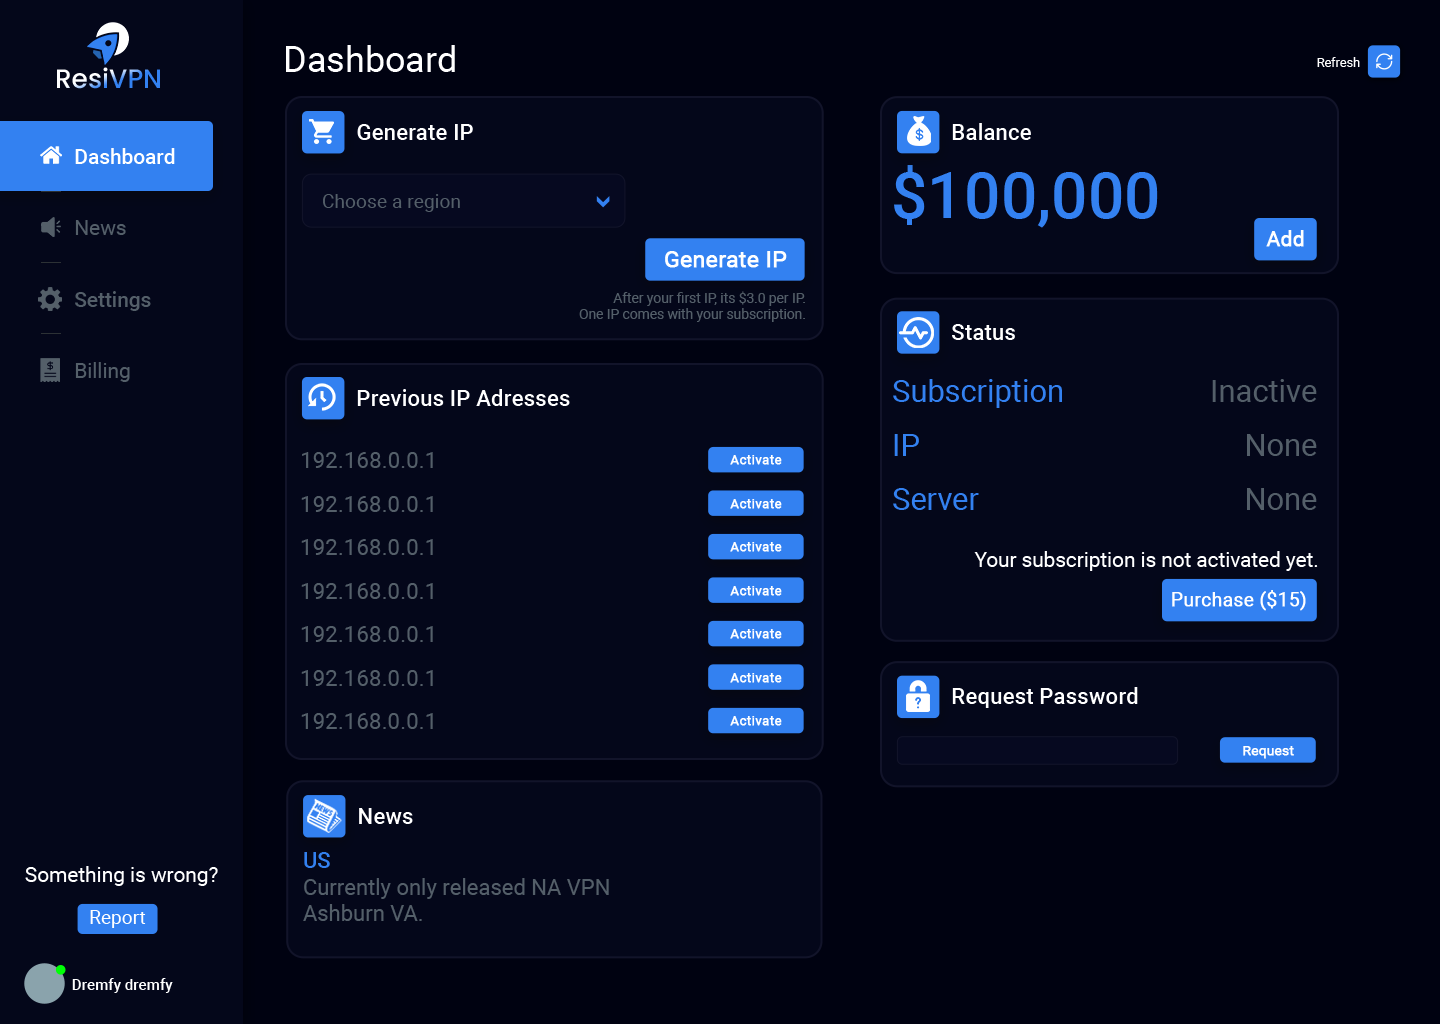 ResiVPN
Dashboard
News
Settings
Billing
Something is wrong?
Report
Dremfy dremfy
Dashboard
Refresh
Generate IP
Choose a region
Generate IP
After your first IP, its $3.0 per IP.
One IP comes with your subscription.
Previous IP Adresses
192.168.0.0.1 Activate
192.168.0.0.1 Activate
192.168.0.0.1 Activate
192.168.0.0.1 Activate
192.168.0.0.1 Activate
192.168.0.0.1 Activate
192.168.0.0.1 Activate
NEWS
News
US
Currently only released NA VPN
Ashburn VA.
Balance
$100,000
Add
Status
Subscription Inactive
IP None
Server None
Your subscription is not activated yet.
Purchase ($15)
Request Password
Request